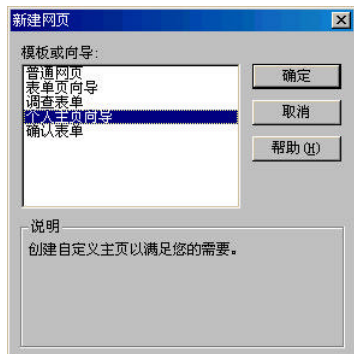 新建网页
模板或向导:
普通网页
表单页向导
调查表单
个人主页向导
确认表单
确定
取消
帮助(H)
说明
创建自定义主页以满足您的需要。